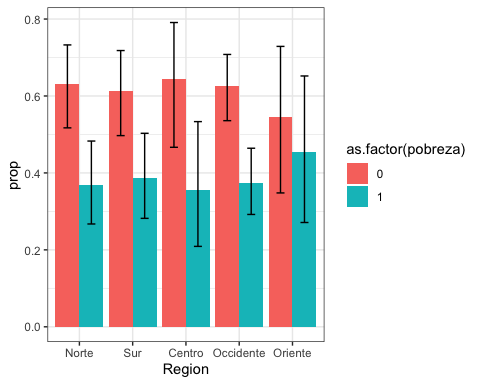 0.8
0.6
0.4
0.2
0.0
prop
Norte Sur Centro Occidente Oriente
Region
as.factor(pobreza)
0
1